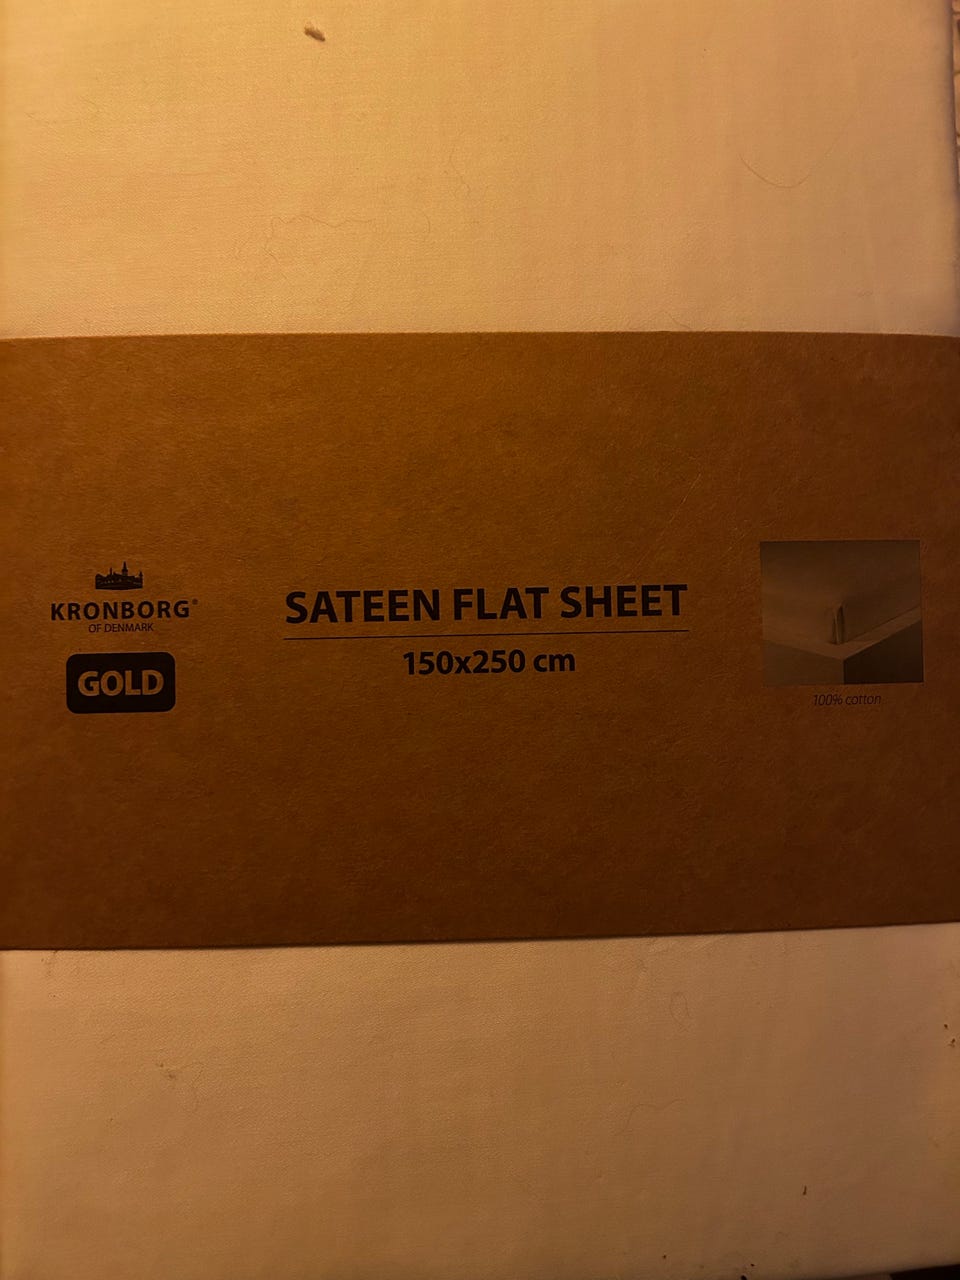 KRONBORG®
OF DENMARK
GOLD
SATEEN FLAT SHEET
150x250 cm
100% cotton